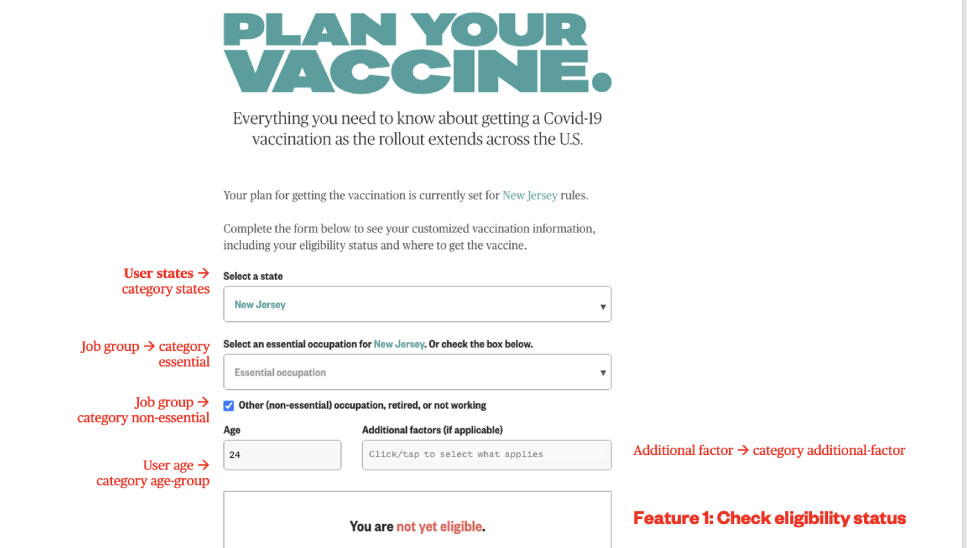 PLAN YOUR
VACCINE.
Everything you need to know about getting a Covid-19
vaccination as the rollout extends across the U.S.
Your plan for getting the vaccination is currently set for New Jersey rules.
Complete the form below to see your customized vaccination information,
including your eligibility status and where to get the vaccine.
User states →
category states
Select a state
New Jersey
Job group → category
essential
Select an essential occupation for New Jersey. Or check the box below.
Essential occupation
Job group →
category non-essential
Other (non-essential) occupation, retired, or not working
Age
Additional factors (if applicable)
24
Click/tap to select what applies
Additional factor → category additional-factor
User age →
category age-group
Feature 1: Check eligibility status
You are not yet eligible.